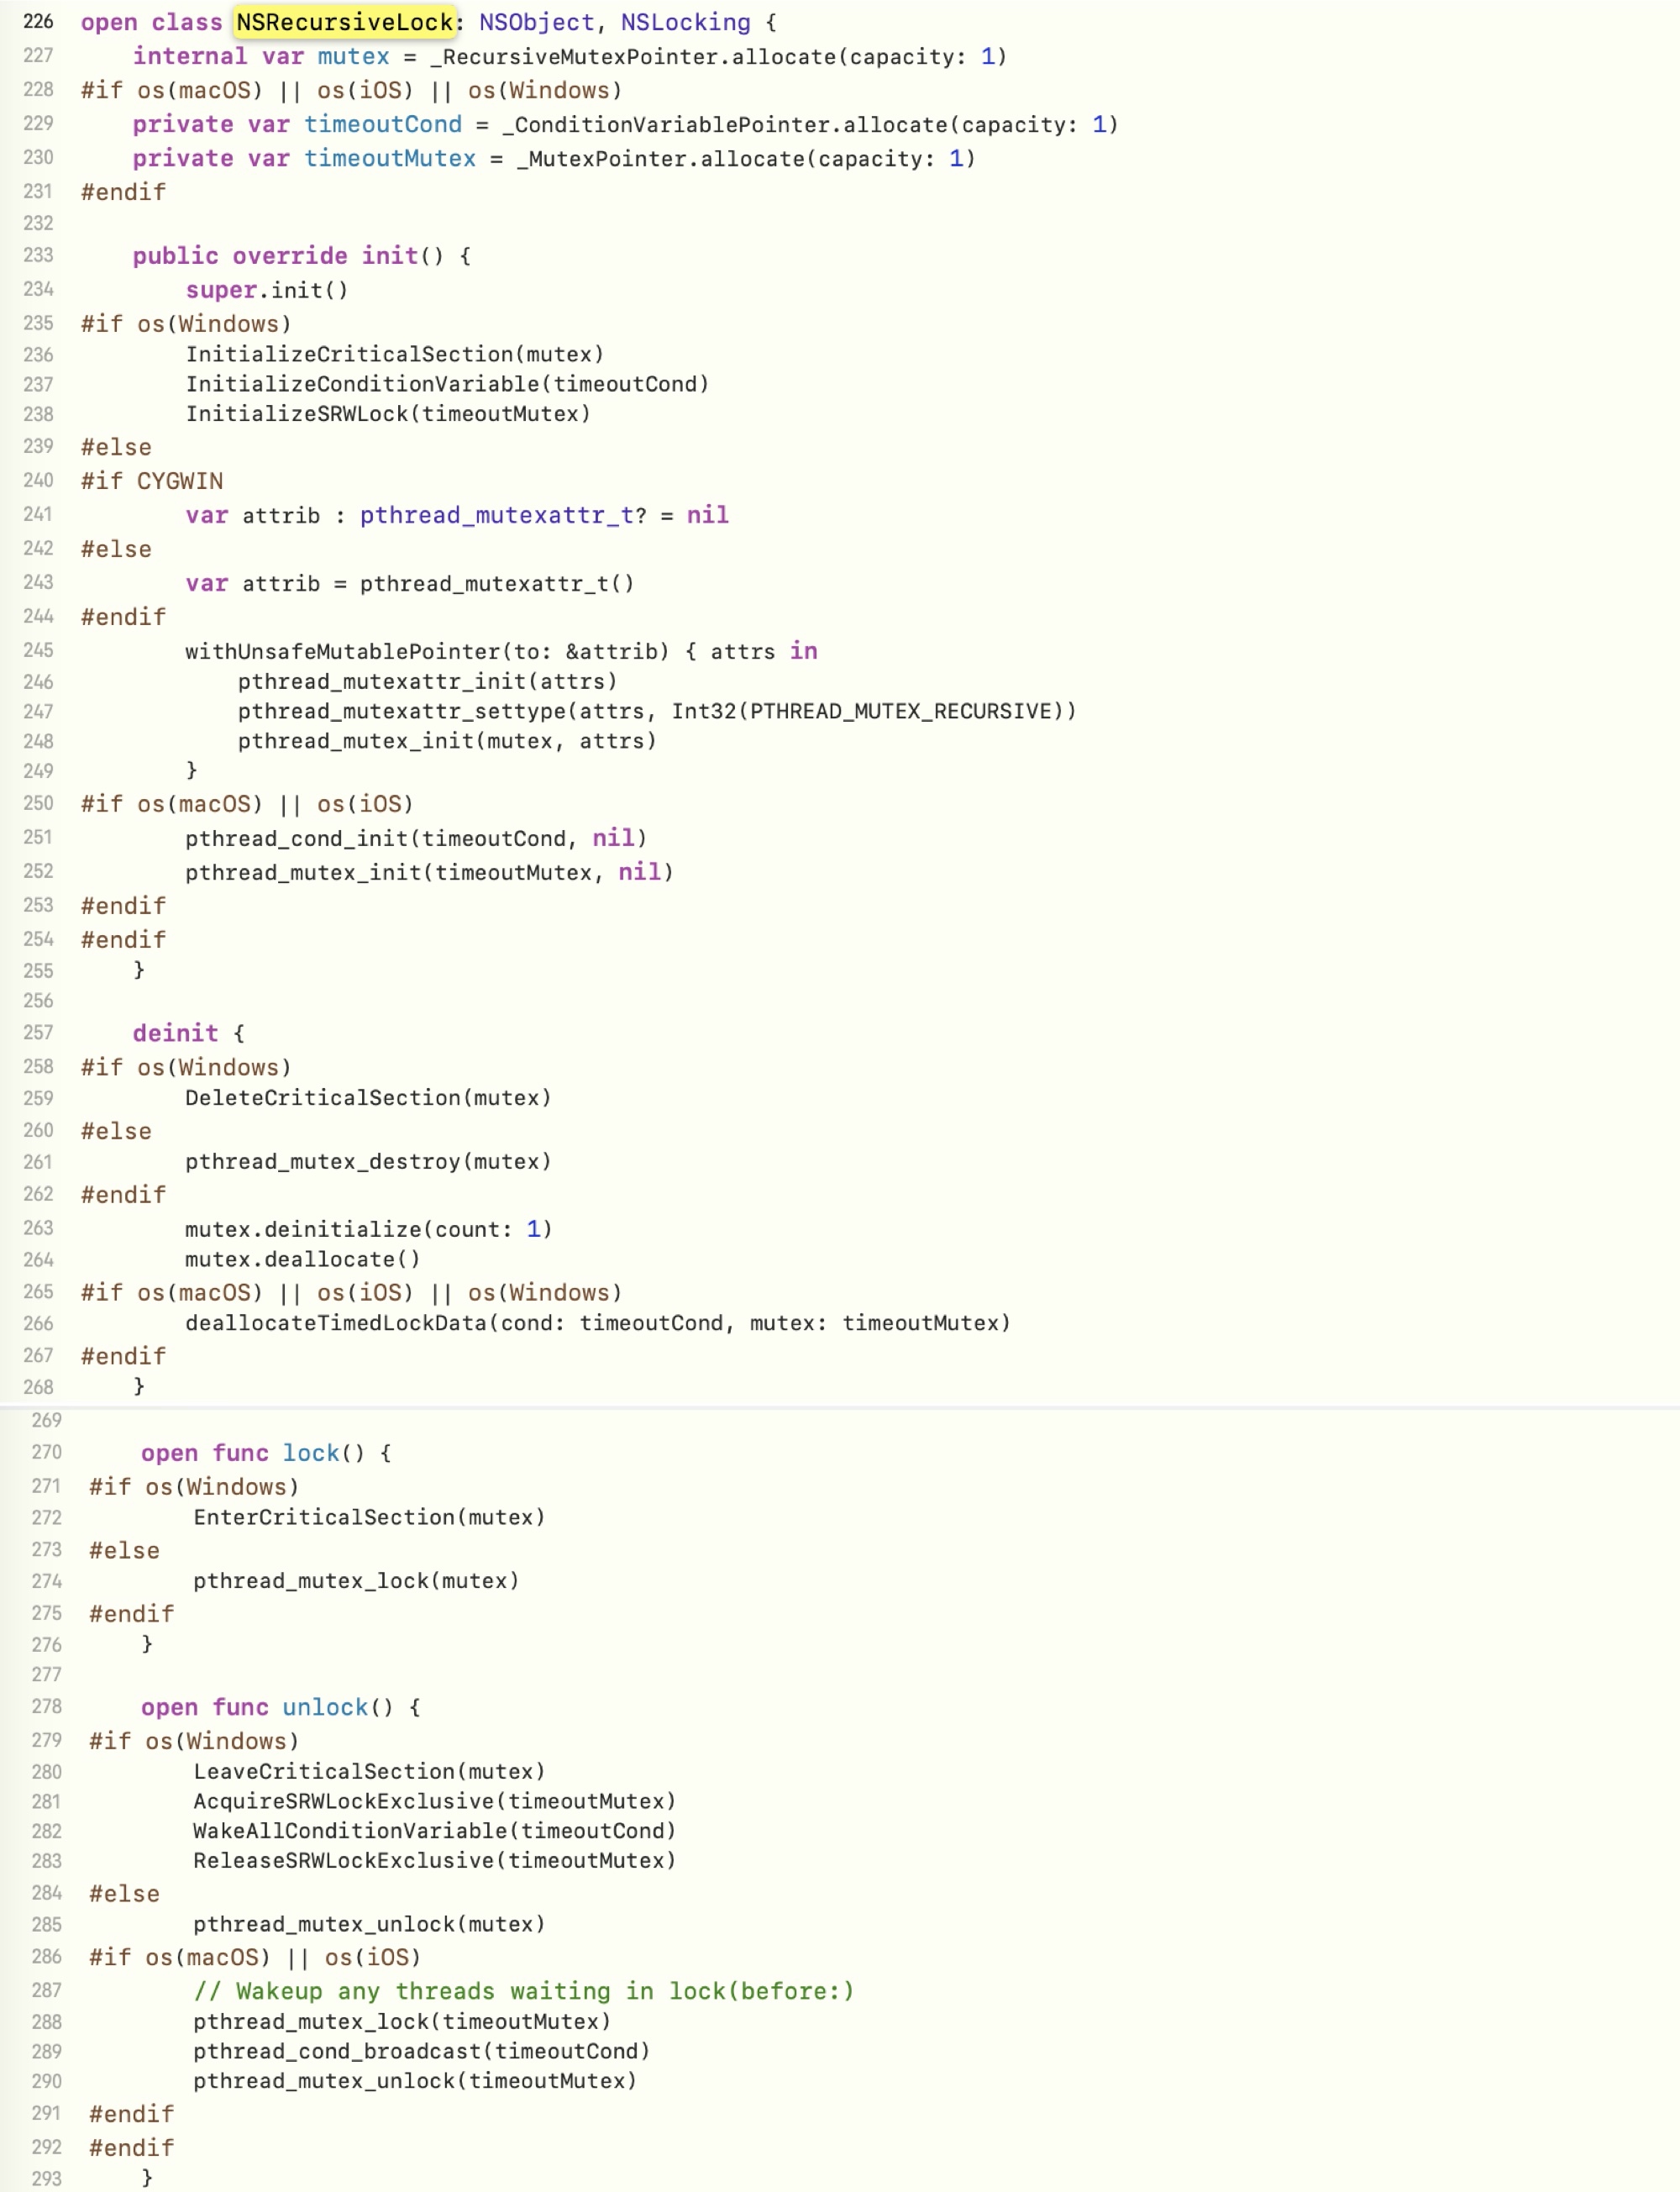 226 open class NSRecursiveLock: NSObject, NSLocking {
227     internal var mutex = _RecursiveMutexPointer.allocate(capacity: 1)
228 #if os(macOS) || os(iOS) || os(Windows)
229     private var timeoutCond = _ConditionVariablePointer.allocate(capacity: 1)
230     private var timeoutMutex = _MutexPointer.allocate(capacity: 1)
231 #endif
232
233     public override init() {
234         super.init()
235 #if os(Windows)
236         InitializeCriticalSection(mutex)
237         InitializeConditionVariable(timeoutCond)
238         InitializeSRWLock(timeoutMutex)
239 #else
240 #if CYGWIN
241         var attrib : pthread_mutexattr_t? = nil
242 #else
243         var attrib = pthread_mutexattr_t()
244 #endif
245         withUnsafeMutablePointer(to: &attrib) { attrs in
246             pthread_mutexattr_init(attrs)
247             pthread_mutexattr_settype(attrs, Int32(PTHREAD_MUTEX_RECURSIVE))
248             pthread_mutex_init(mutex, attrs)
249         }
250 #if os(macOS) || os(iOS)
251         pthread_cond_init(timeoutCond, nil)
252         pthread_mutex_init(timeoutMutex, nil)
253 #endif
254 #endif
255     }
256
257     deinit {
258 #if os(Windows)
259         DeleteCriticalSection(mutex)
260 #else
261         pthread_mutex_destroy(mutex)
262 #endif
263         mutex.deinitialize(count: 1)
264         mutex.deallocate()
265 #if os(macOS) || os(iOS) || os(Windows)
266         deallocateTimedLockData(cond: timeoutCond, mutex: timeoutMutex)
267 #endif
268     }
269
270     open func lock() {
271 #if os(Windows)
272         EnterCriticalSection(mutex)
273 #else
274         pthread_mutex_lock(mutex)
275 #endif
276     }
277
278     open func unlock() {
279 #if os(Windows)
280         LeaveCriticalSection(mutex)
281         AcquireSRWLockExclusive(timeoutMutex)
282         WakeAllConditionVariable(timeoutCond)
283         ReleaseSRWLockExclusive(timeoutMutex)
284 #else
285         pthread_mutex_unlock(mutex)
286 #if os(macOS) || os(iOS)
287         // Wakeup any threads waiting in lock(before:)
288         pthread_mutex_lock(timeoutMutex)
289         pthread_cond_broadcast(timeoutCond)
290         pthread_mutex_unlock(timeoutMutex)
291 #endif
292 #endif
293     }